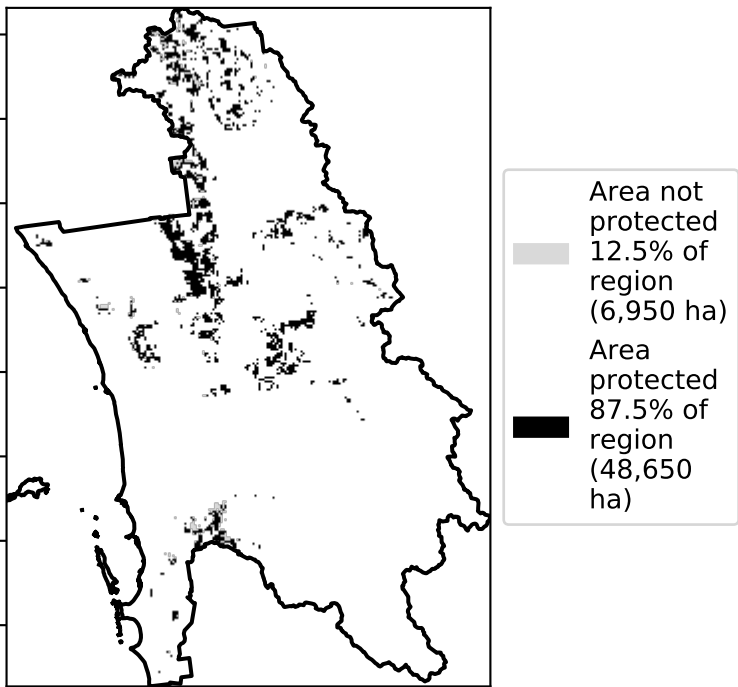 Area not
protected
12.5% of
region
(6,950 ha)
Area
protected
87.5% of
region
(48,650
ha)